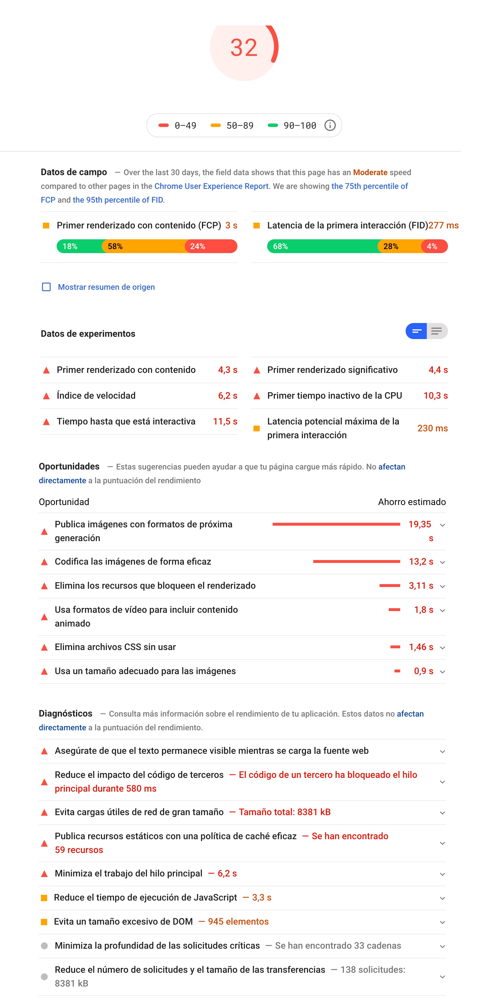 32
0–49 50–89 90–100
Datos de campo — Over the last 30 days, the field data shows that this page has an Moderate speed
compared to other pages in the Chrome User Experience Report. We are showing the 75th percentile of
FCP and the 95th percentile of FID.
Primer renderizado con contenido (FCP) 3 s
18% 58% 24%
Latencia de la primera interacción (FID)277 ms
68% 28% 4%
Mostrar resumen de origen
Datos de experimentos
Primer renderizado con contenido 4,3 s
Primer renderizado significativo 4,4 s
Índice de velocidad 6,2 s
Primer tiempo inactivo de la CPU 10,3 s
Tiempo hasta que está interactiva 11,5 s
Latencia potencial máxima de la
primera interacción 230 ms
Oportunidades — Estas sugerencias pueden ayudar a que tu página cargue más rápido. No afectan
directamente a la puntuación del rendimiento
Oportunidad Ahorro estimado
Publica imágenes con formatos de próxima 19,35
generación s
Codifica las imágenes de forma eficaz 13,2 s
Elimina los recursos que bloqueen el renderizado 3,11 s
Usa formatos de vídeo para incluir contenido 1,8 s
animado
Elimina archivos CSS sin usar 1,46 s
Usa un tamaño adecuado para las imágenes 0,9 s
Diagnósticos — Consulta más información sobre el rendimiento de tu aplicación. Estos datos no afectan
directamente a la puntuación del rendimiento.
Asegúrate de que el texto permanece visible mientras se carga la fuente web
Reduce el impacto del código de terceros — El código de un tercero ha bloqueado el hilo
principal durante 580 ms
Evita cargas útiles de red de gran tamaño — Tamaño total: 8381 kB
Publica recursos estáticos con una política de caché eficaz — Se han encontrado
59 recursos
Minimiza el trabajo del hilo principal — 6,2 s
Reduce el tiempo de ejecución de JavaScript — 3,3 s
Evita un tamaño excesivo de DOM — 945 elementos
Minimiza la profundidad de las solicitudes críticas — Se han encontrado 33 cadenas
Reduce el número de solicitudes y el tamaño de las transferencias — 138 solicitudes:
8381 kB